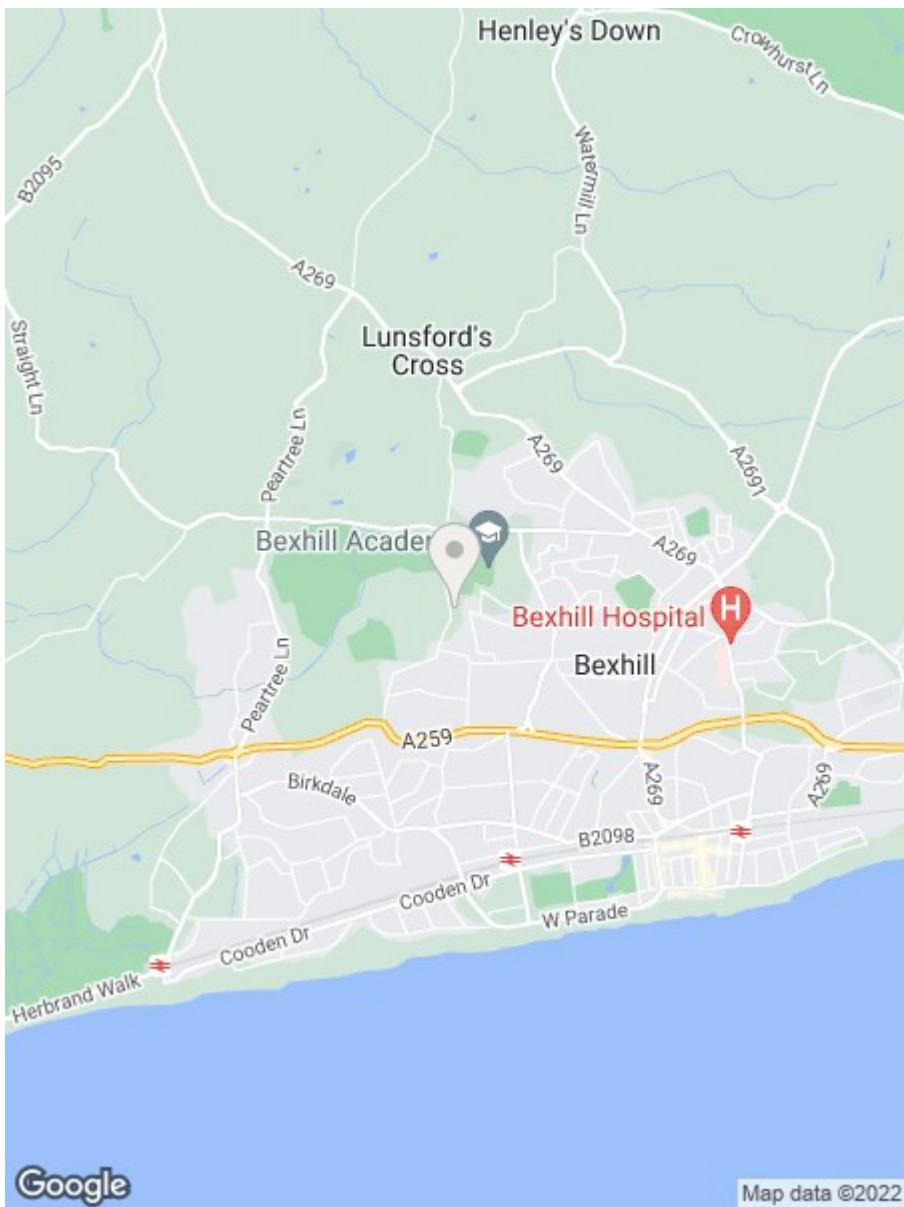 Henley's Down
Crowhurst Ln
B2095
Watermill Ln
A269
Straight Ln
Lunsford's
Cross
Peartree Ln
A269
A2691
Bexhill Acade
A269
H
Bexhill Hospital
Bexhill
Peartree Ln
A259
Birkdale
A269
A269
B2098
Cooden Dr
W Parade
Cooden Dr
Herbrand Walk
Google
Map data ©2022